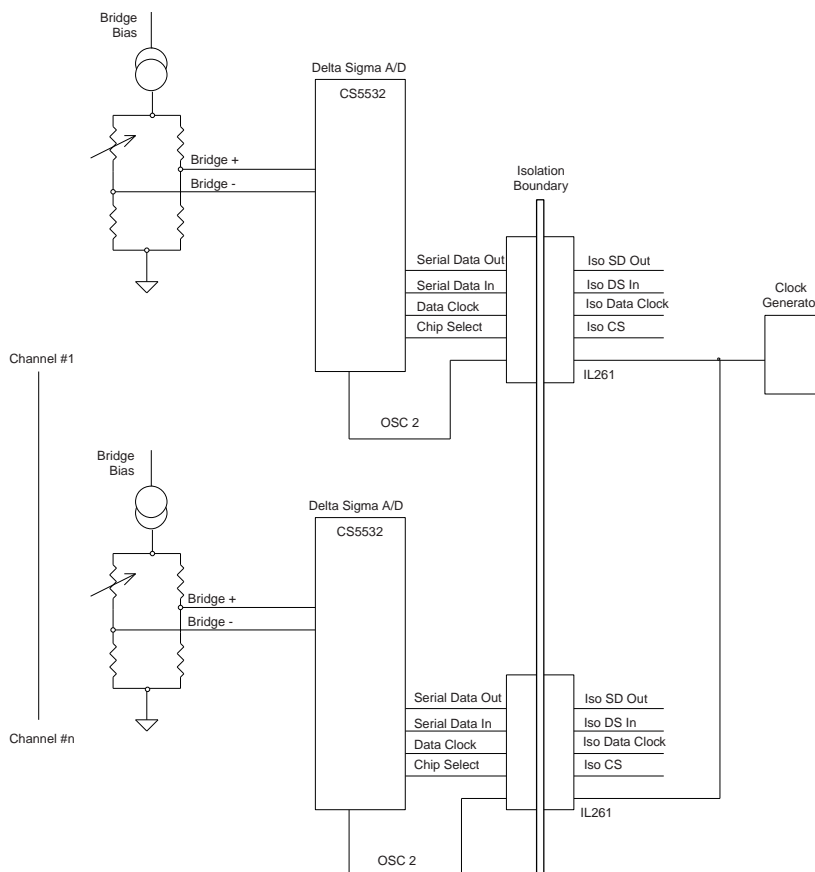 Bridge
Bias
Delta Sigma A/D
CS5532
Bridge +
Bridge -
Isolation
Boundary
Serial Data Out
Serial Data In
Data Clock
Chip Select
Iso SD Out
Iso DS In
Iso Data Clock
Iso CS
Clock
Generato
IL261
OSC 2
Channel #1
Bridge
Bias
Delta Sigma A/D
CS5532
Bridge +
Bridge -
Serial Data Out
Serial Data In
Data Clock
Chip Select
Iso SD Out
Iso DS In
Iso Data Clock
Iso CS
Channel #n
IL261
OSC 2